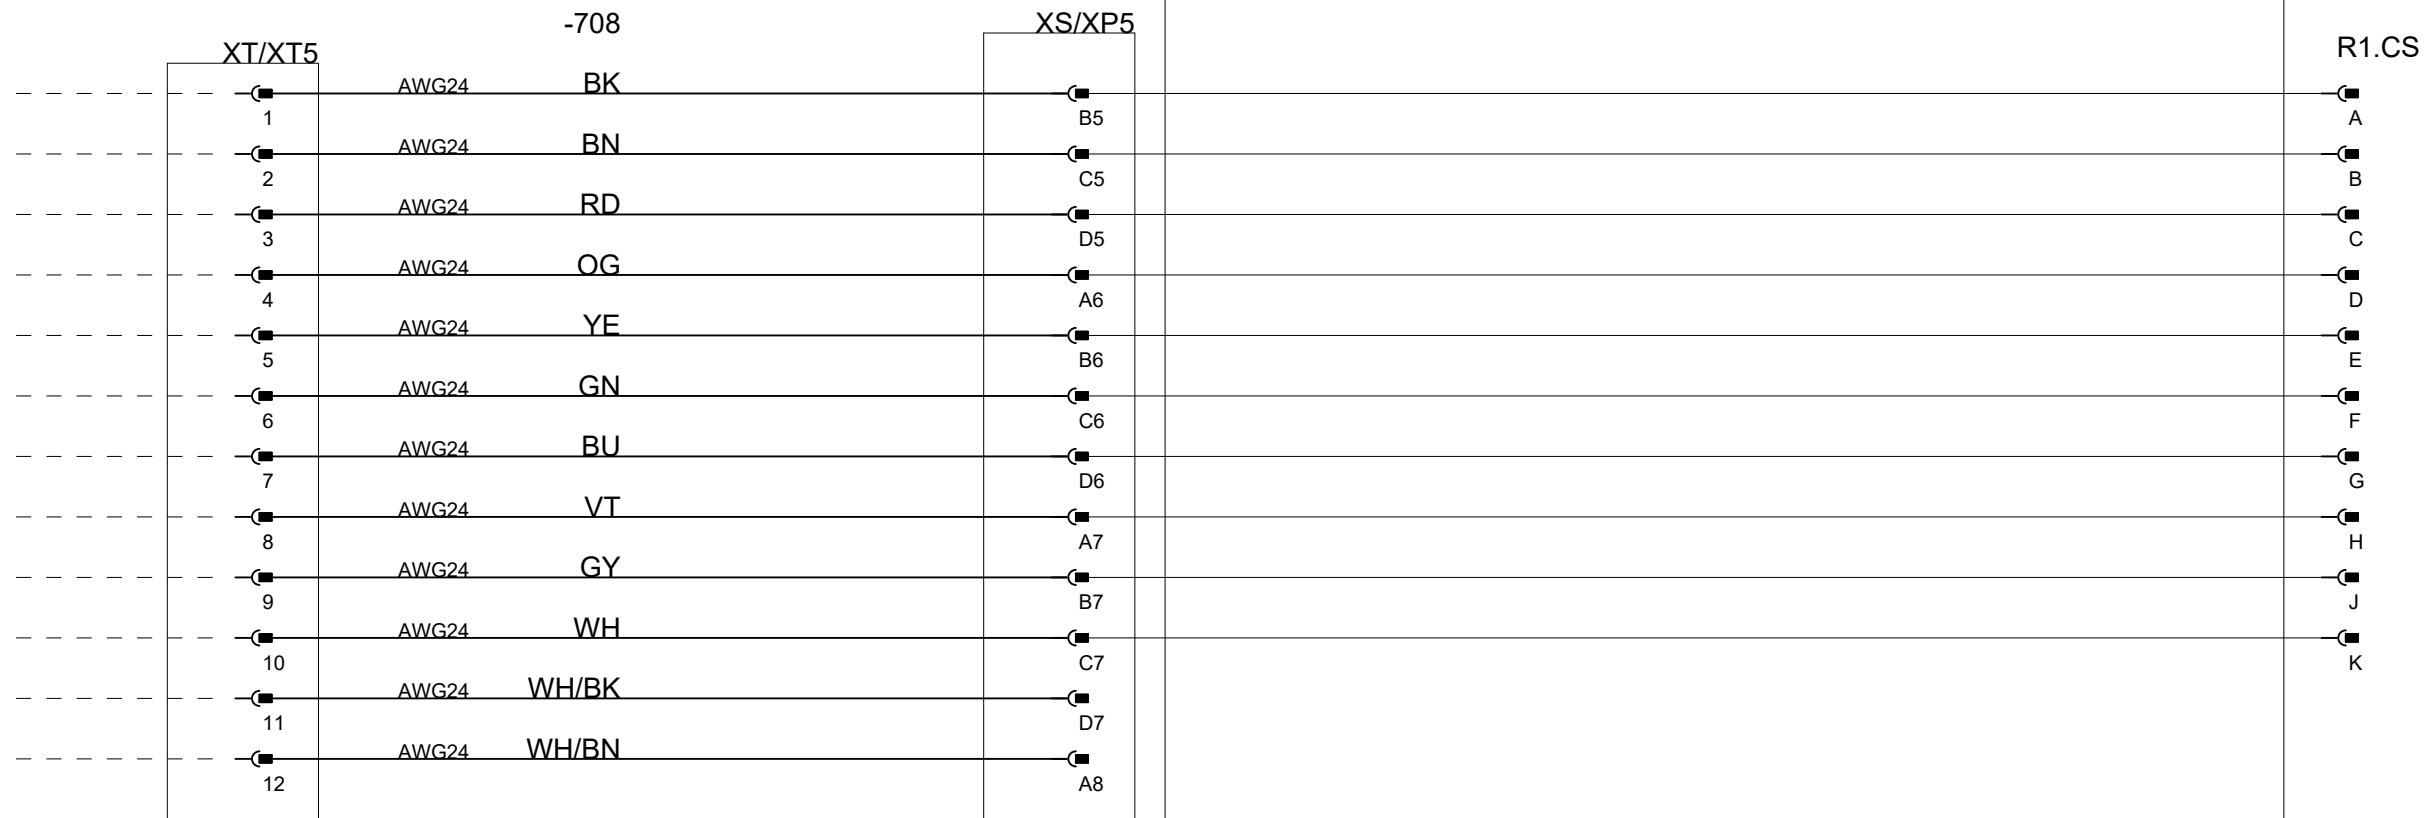 -708
XS/XP5
XT/XT5
R1.CS
AWG24 BK
1 B5 A
AWG24 BN
2 C5 B
AWG24 RD
3 D5 C
AWG24 OG
4 A6 D
AWG24 YE
5 B6 E
AWG24 GN
6 C6 F
AWG24 BU
7 D6 G
AWG24 VT
8 A7 H
AWG24 GY
9 B7 J
AWG24 WH
10 C7 K
AWG24 WH/BK
11 D7
AWG24 WH/BN
12 A8